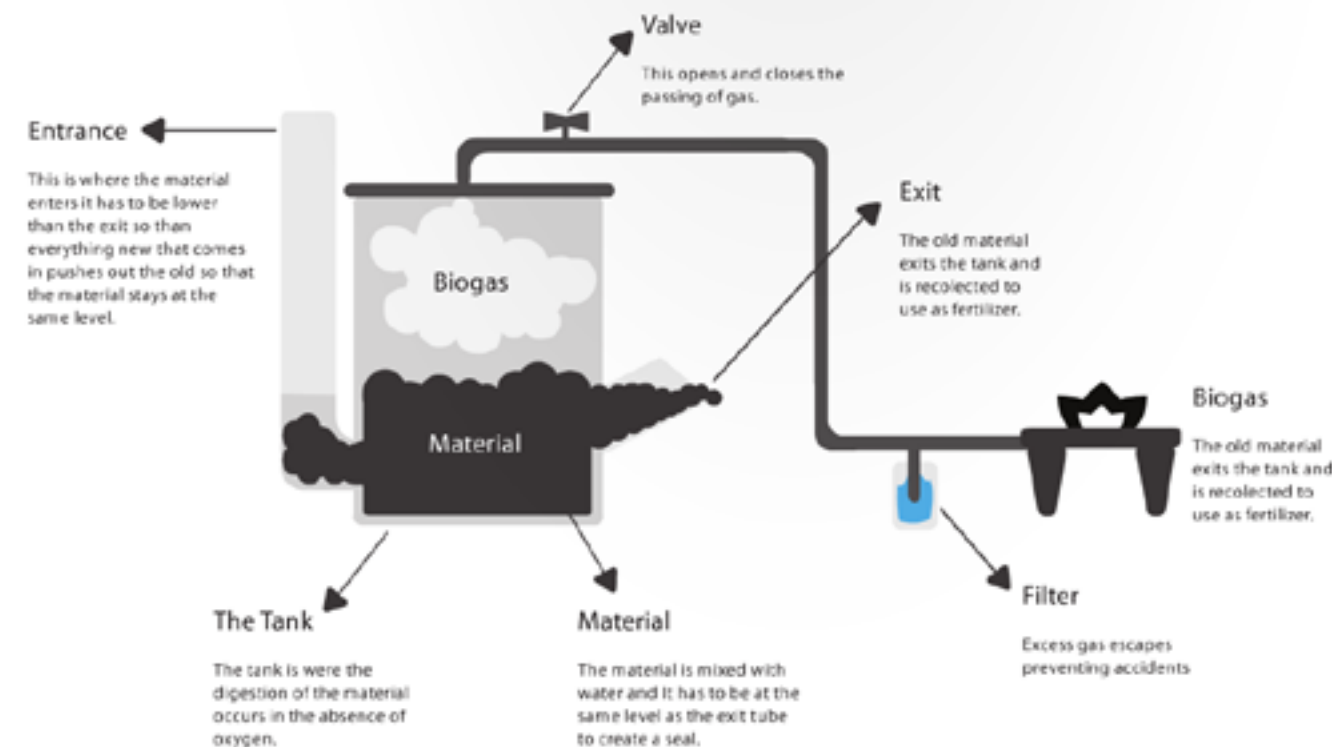 Valve
This opens and closes the
passing of gas.
Entrance
This is where the material
enters it has to be lower
than the exit so than
everything new that comes
in pushes out the old so that
the material stays at the
same level.
Exit
The old material
exits the tank and
is recolected to
use as fertilizer.
Biogas
Material
Biogas
The old material
exits the tank and
is recolected to
use as fertilizer.
The Tank
The tank is were the
digestion of the material
occurs in the absence of
oxygen.
Material
The material is mixed with
water and it has to be at the
same level as the exit tube
to create a seal.
Filter
Excess gas escapes
preventing accidents